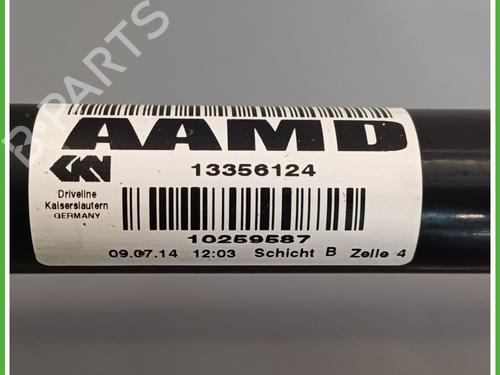 AAMD
GKN
13356124
Driveline
Kaiserslautern
GERMANY
10259587
09.07.14 12:03 Schicht B Zelle 4
B-PARTS